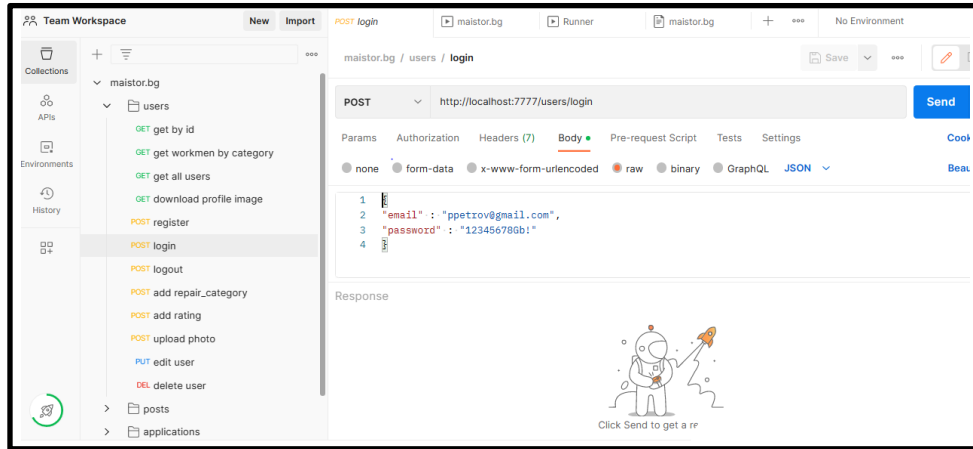 Team Workspace New Import
POST login maistor.bg Runner maistor.bg No Environment
Collections
APIs
Environments
History
maistor.bg
users
GET get by id
GET get workmen by category
GET get all users
GET download profile image
POST register
POST login
POST logout
POST add repair_category
POST add rating
POST upload photo
PUT edit user
DEL delete user
posts
applications
maistor.bg / users / login Save
POST http://localhost:7777/users/login Send
Params Authorization Headers (7) Body Pre-request Script Tests Settings Cook
none form-data x-www-form-urlencoded raw binary GraphQL JSON Beau
1 {
2 "email" : "ppetrov@gmail.com",
3 "password" : "12345678Gb!"
4 }
Response
Click Send to get a re